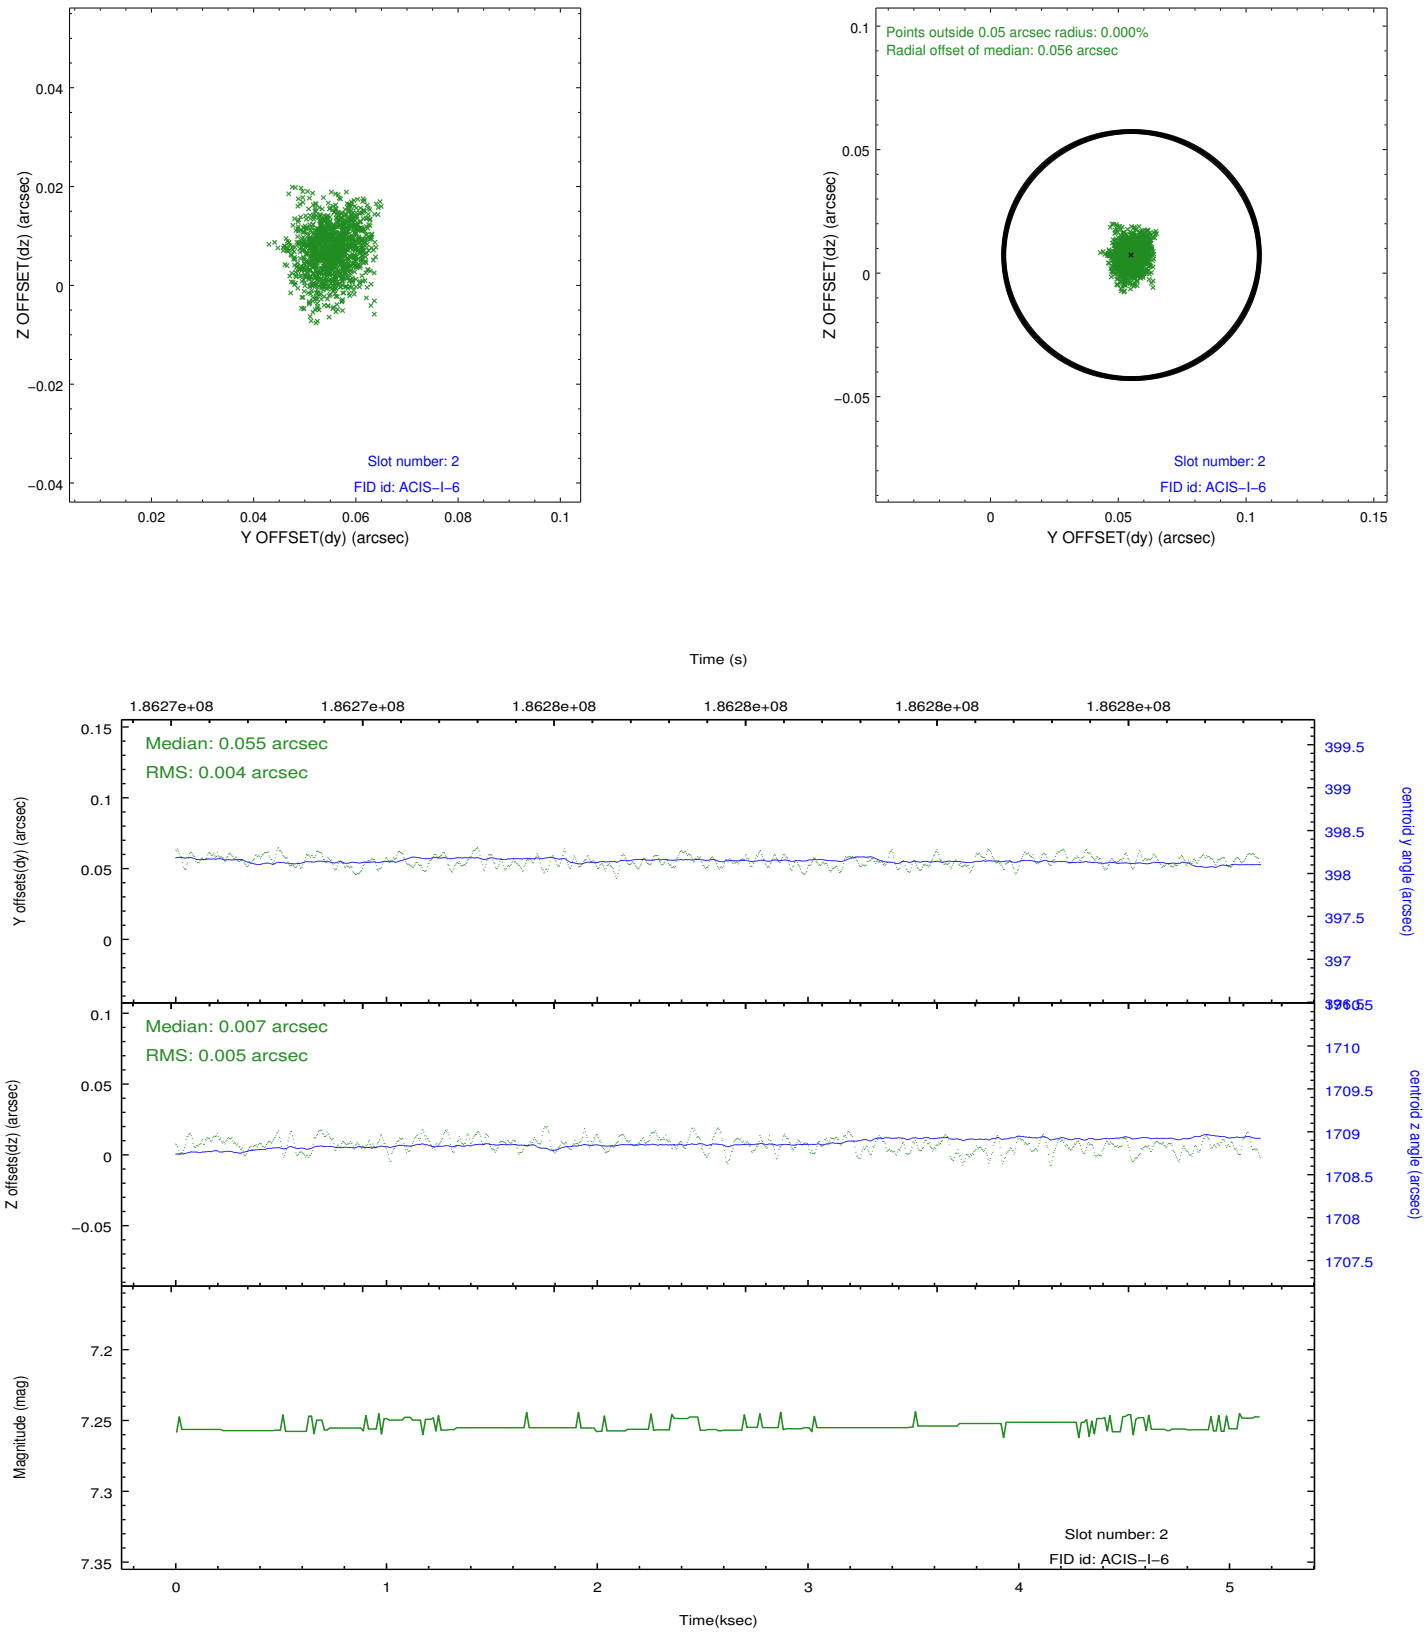 0.04
0.02
0
−0.02
−0.04
Z OFFSET(dz) (arcsec)
Slot number: 2
FID id: ACIS−I−6
0.02 0.04 0.06 0.08 0.1
Y OFFSET(dy) (arcsec)
Points outside 0.05 arcsec radius: 0.000%
Radial offset of median: 0.056 arcsec
0.1
0.05
0
−0.05
Z OFFSET(dz) (arcsec)
Slot number: 2
FID id: ACIS−I−6
0 0.05 0.1 0.15
Y OFFSET(dy) (arcsec)
Time (s)
1.8627e+08 1.8627e+08 1.8628e+08 1.8628e+08 1.8628e+08 1.8628e+08
Median: 0.055 arcsec
RMS: 0.004 arcsec
0.15
0.1
0.05
0
Y offsets(dy) (arcsec)
399.5
399
398.5
398
397.5
397
396.5
centroid y angle (arcsec)
Median: 0.007 arcsec
RMS: 0.005 arcsec
0.1
0.05
0
−0.05
Z offsets(dz) (arcsec)
1710.5
1710
1709.5
1709
1708.5
1708
1707.5
centroid z angle (arcsec)
7.2
7.25
7.3
7.35
Magnitude (mag)
Slot number: 2
FID id: ACIS−I−6
0 1 2 3 4 5
Time(ksec)